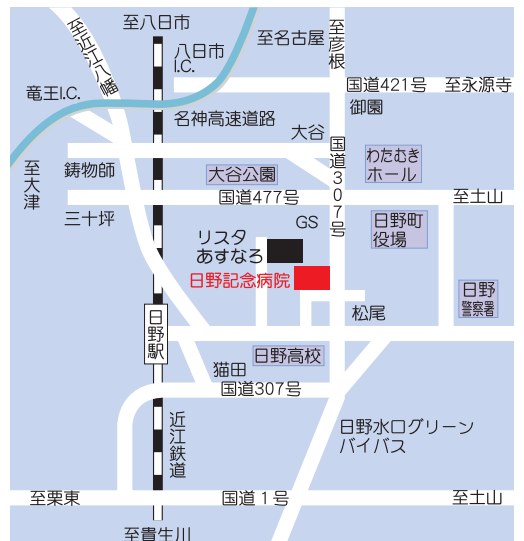 至八日市
至近江八幡
八日市
I.C.
至名古屋
至彦根
竜王I.C.
国道421号
至永源寺
御園
名神高速道路
大谷
至大津
鋳物師
大谷公園
国道307号
わたむき
ホール
国道477号
至土山
三十坪
GS
日野町
役場
リスタ
あすなろ
日野記念病院
日野
警察署
日野駅
松尾
猫田
日野高校
国道307号
近江鉄道
日野水口グリーン
バイパス
至栗東
国道1号
至土山
至貴生川